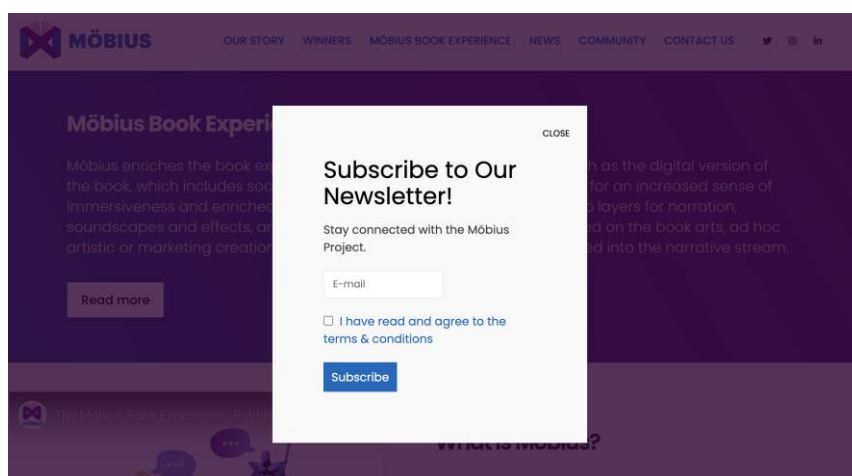 MÖBIUS
OUR STORY WINNERS MÖBIUS BOOK EXPERIENCE NEWS COMMUNITY CONTACT US
Möbius Book Experi
Möbius enriches the book ex
the book, which includes soc
immersiveness and enriched
soundscapes and effects, an
artistic or marketing creation
h as the digital version of
for an increased sense of
layers for narration,
ed on the book arts, ad hoc
ed into the narrative stream.
Read more
CLOSE
Subscribe to Our
Newsletter!
Stay connected with the Möbius
Project.
E-mail
I have read and agree to the
terms & conditions
Subscribe
The Möbius Book Experience
What is Möbius?